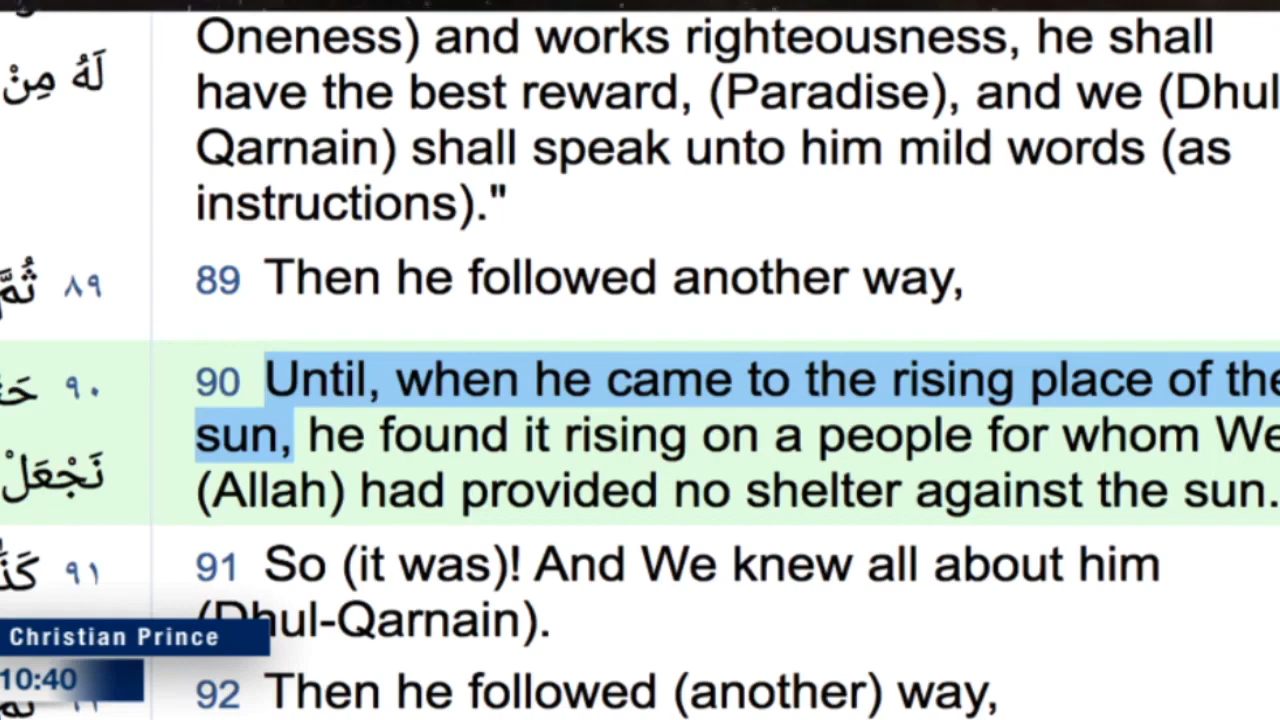 Oneness) and works righteousness, he shall
لَهُ مِنْ
have the best reward, (Paradise), and we (Dhul
Qarnain) shall speak unto him mild words (as
instructions)."
89 Then he followed another way,
٨٩ ثُمَّ
90 Until, when he came to the rising place of the
٩٠
sun, he found it rising on a people for whom We
نَجْعَلْ
(Allah) had provided no shelter against the sun.
91 So (it was)! And We knew all about him
٩١
(Dhul-Qarnain).
Christian Prince
10:40
92 Then he followed (another) way,